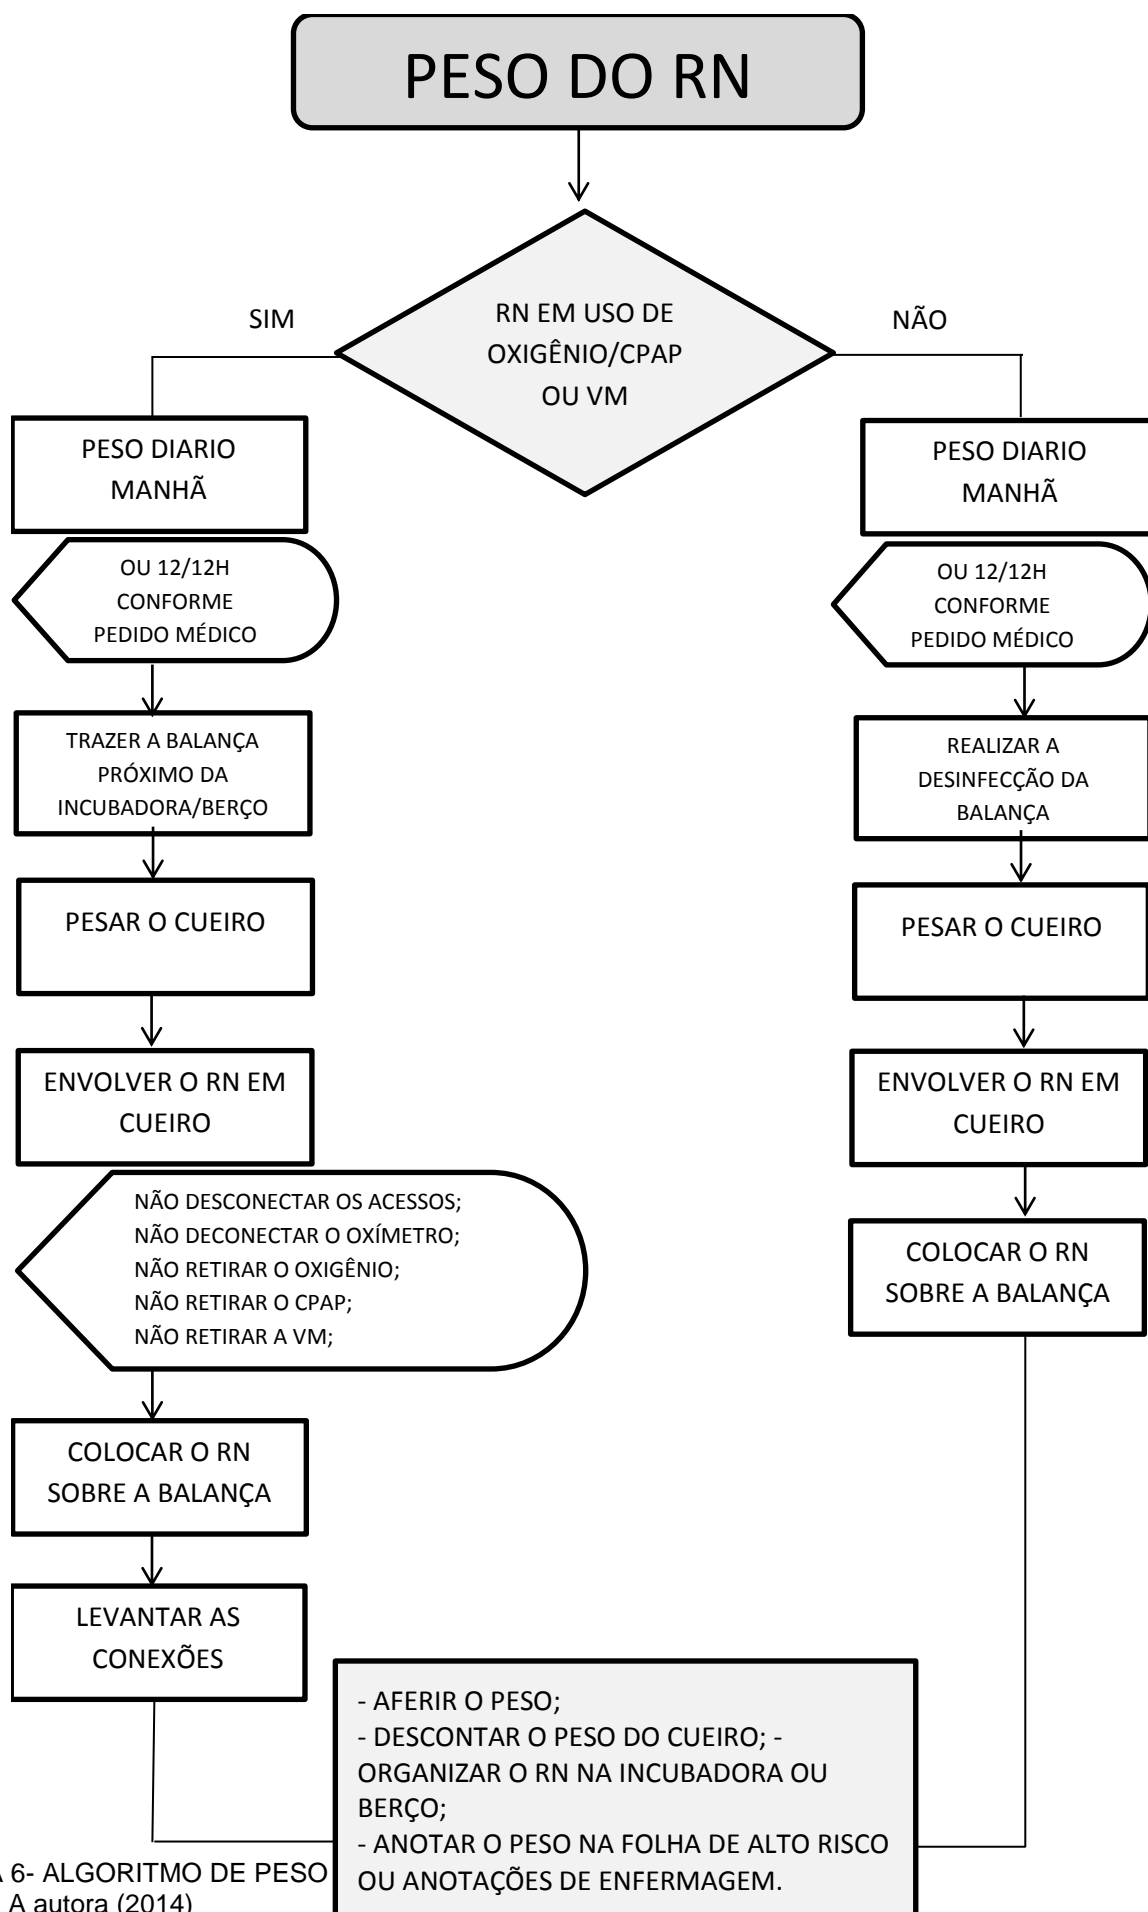 PESO DO RN
RN EM USO DE
OXIGÊNIO/CPAP
OU VM
SIM
NÃO
PESO DIARIO
MANHÃ
OU 12/12H
CONFORME
PEDIDO MÉDICO
TRAZER A BALANÇA
PRÓXIMO DA
INCUBADORA/BERÇO
PESAR O CUEIRO
ENVOLVER O RN EM
CUEIRO
NÃO DESCONECTAR OS ACESSOS;
NÃO DECONECTAR O OXÍMETRO;
NÃO RETIRAR O OXIGÊNIO;
NÃO RETIRAR O CPAP;
NÃO RETIRAR A VM;
COLOCAR O RN
SOBRE A BALANÇA
LEVANTAR AS
CONEXÕES
PESO DIARIO
MANHÃ
OU 12/12H
CONFORME
PEDIDO MÉDICO
REALIZAR A
DESINFECÇÃO DA
BALANÇA
PESAR O CUEIRO
ENVOLVER O RN EM
CUEIRO
COLOCAR O RN
SOBRE A BALANÇA
- AFERIR O PESO;
- DESCONTAR O PESO DO CUEIRO; -
ORGANIZAR O RN NA INCUBADORA OU
BERÇO;
- ANOTAR O PESO NA FOLHA DE ALTO RISCO
OU ANOTAÇÕES DE ENFERMAGEM.
A 6- ALGORITMO DE PESO
A autora (2014)